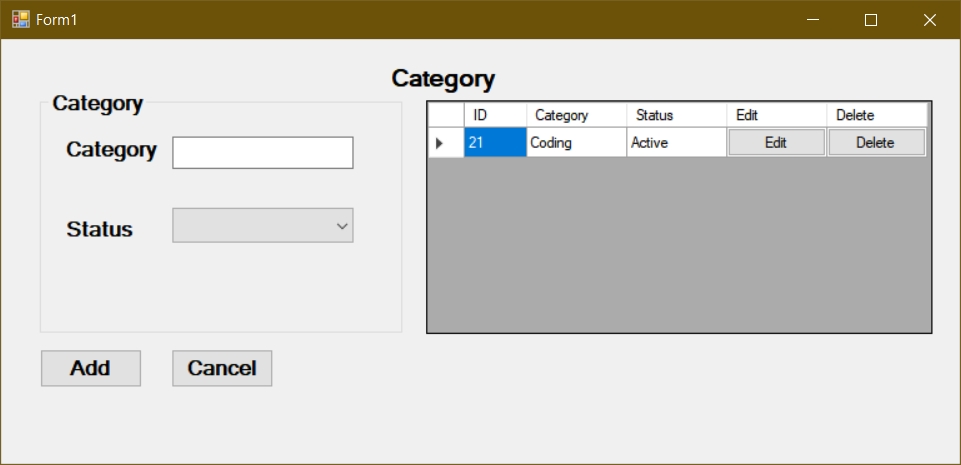 Form1
Category
Category
Category
Status
Add Cancel
ID Category Status Edit Delete
21 Coding Active Edit Delete